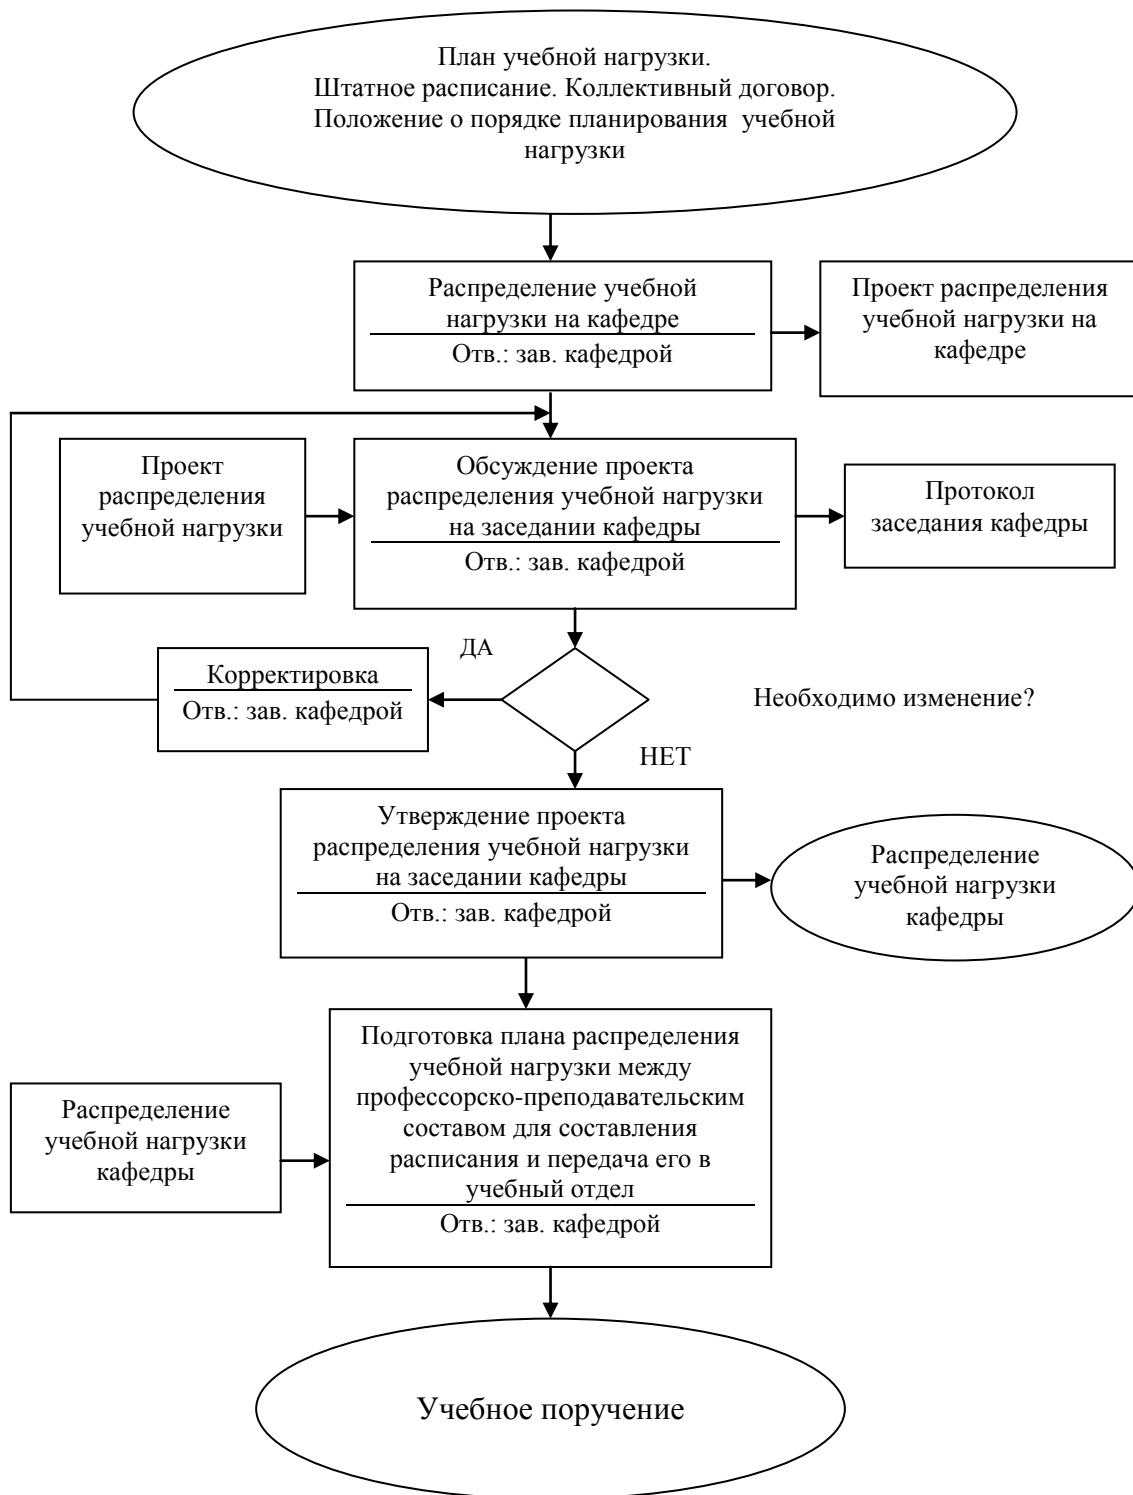 План учебной нагрузки.
Штатное расписание. Коллективный договор.
Положение о порядке планирования учебной
нагрузки
Распределение учебной
нагрузки на кафедре
Отв.: зав. кафедрой
Проект распределения
учебной нагрузки на
кафедре
Проект
распределения
учебной нагрузки
Обсуждение проекта
распределения учебной нагрузки
на заседании кафедры
Отв.: зав. кафедрой
Протокол
заседания кафедры
ДА
Корректировка
Отв.: зав. кафедрой
Необходимо изменение?
НЕТ
Утверждение проекта
распределения учебной нагрузки
на заседании кафедры
Отв.: зав. кафедрой
Распределение
учебной нагрузки
кафедры
Распределение
учебной нагрузки
кафедры
Подготовка плана распределения
учебной нагрузки между
профессорско-преподавательским
составом для составления
расписания и передача его в
учебный отдел
Отв.: зав. кафедрой
Учебное поручение